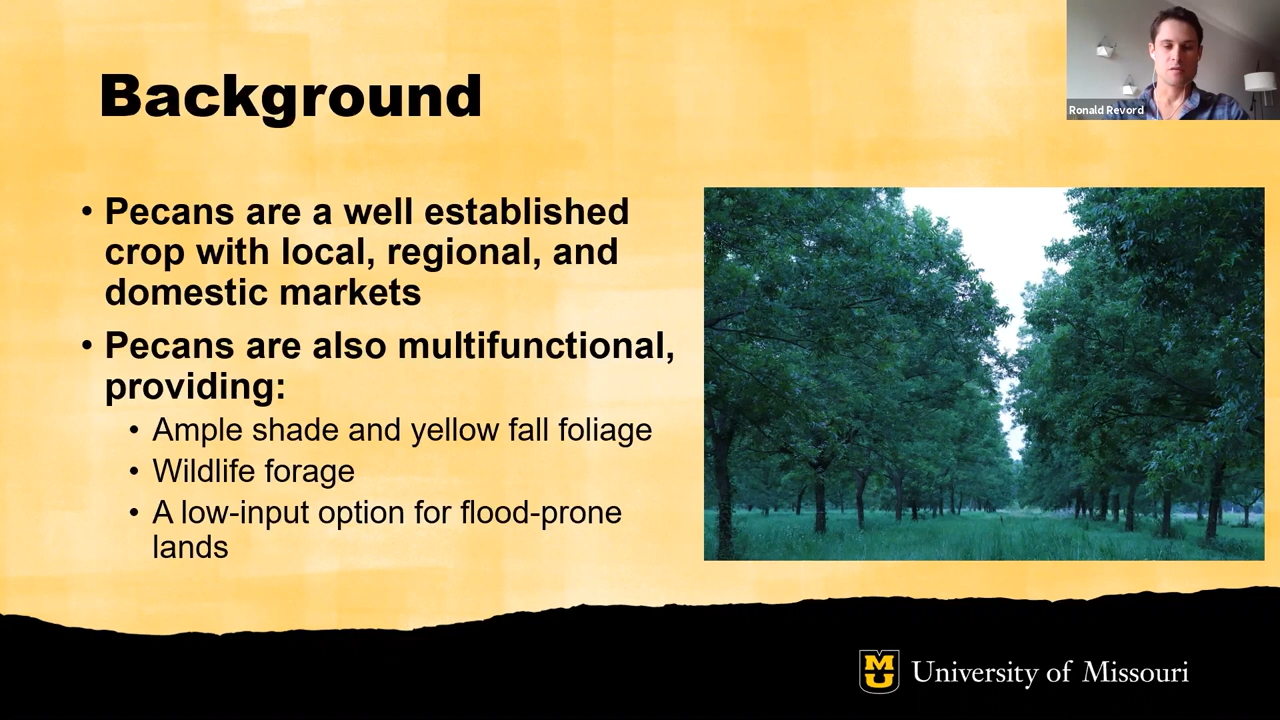 Background
Ronald Revord
• Pecans are a well established
crop with local, regional, and
domestic markets
• Pecans are also multifunctional,
providing:
• Ample shade and yellow fall foliage
• Wildlife forage
• A low-input option for flood-prone
lands
MU
University of Missouri